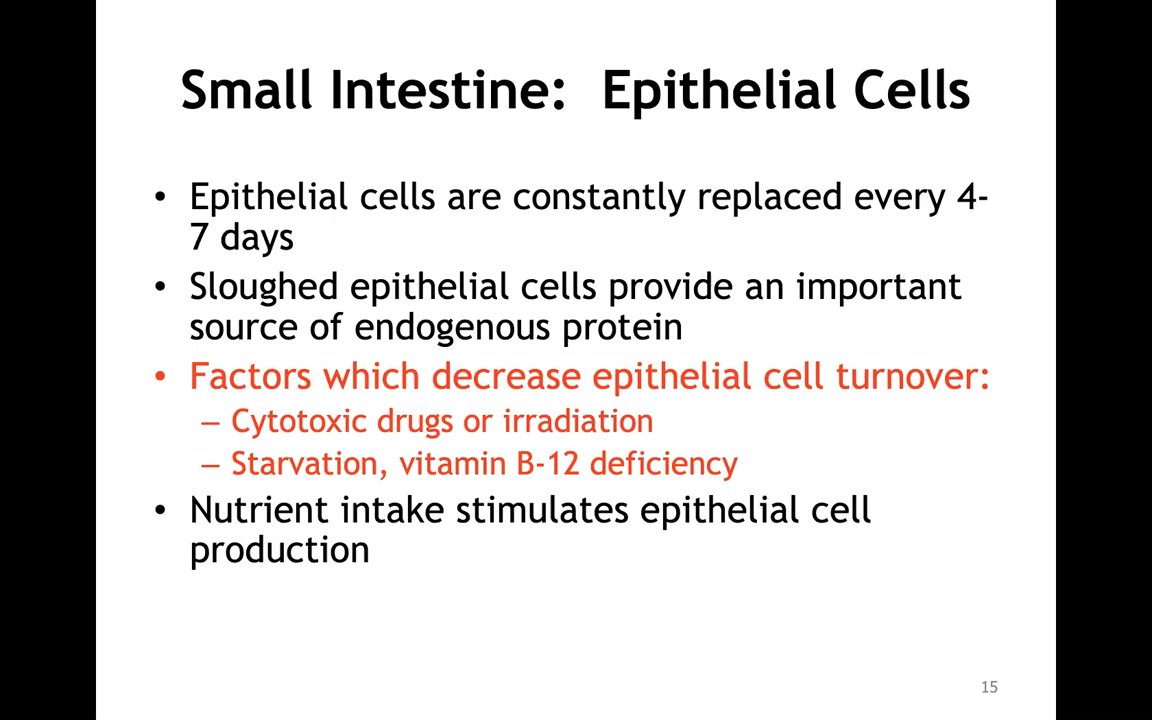 Small Intestine:  Epithelial Cells
• Epithelial cells are constantly replaced every 4-
7 days
• Sloughed epithelial cells provide an important
source of endogenous protein
• Factors which decrease epithelial cell turnover:
– Cytotoxic drugs or irradiation
– Starvation, vitamin B-12 deficiency
• Nutrient intake stimulates epithelial cell
production
15